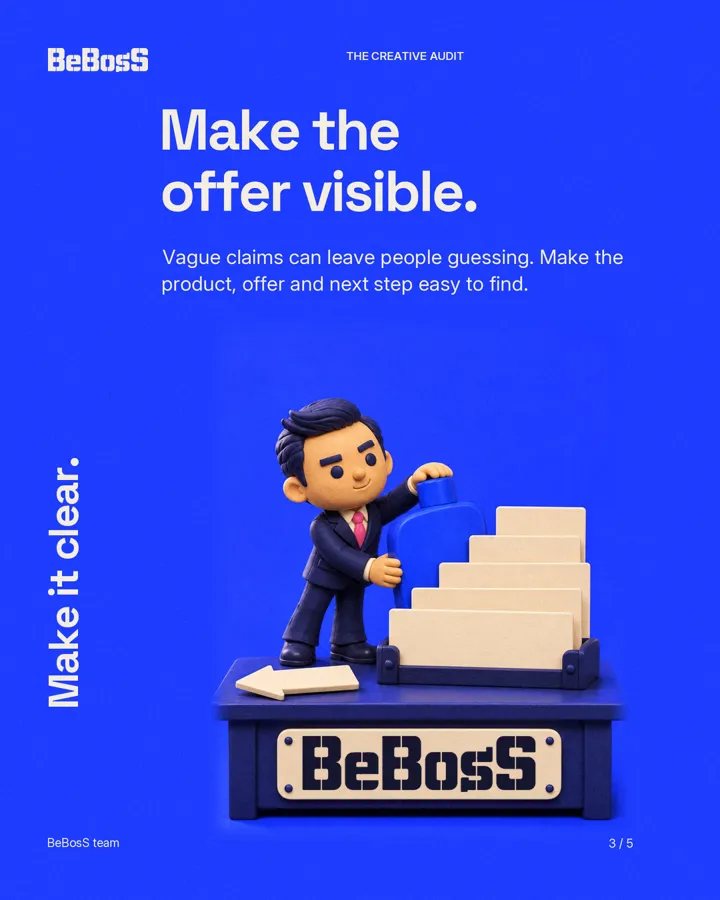 BeBosS
THE CREATIVE AUDIT
Make the
offer visible.
Vague claims can leave people guessing. Make the
product, offer and next step easy to find.
Make it clear.
BeBosS
BeBosS team
3 / 5